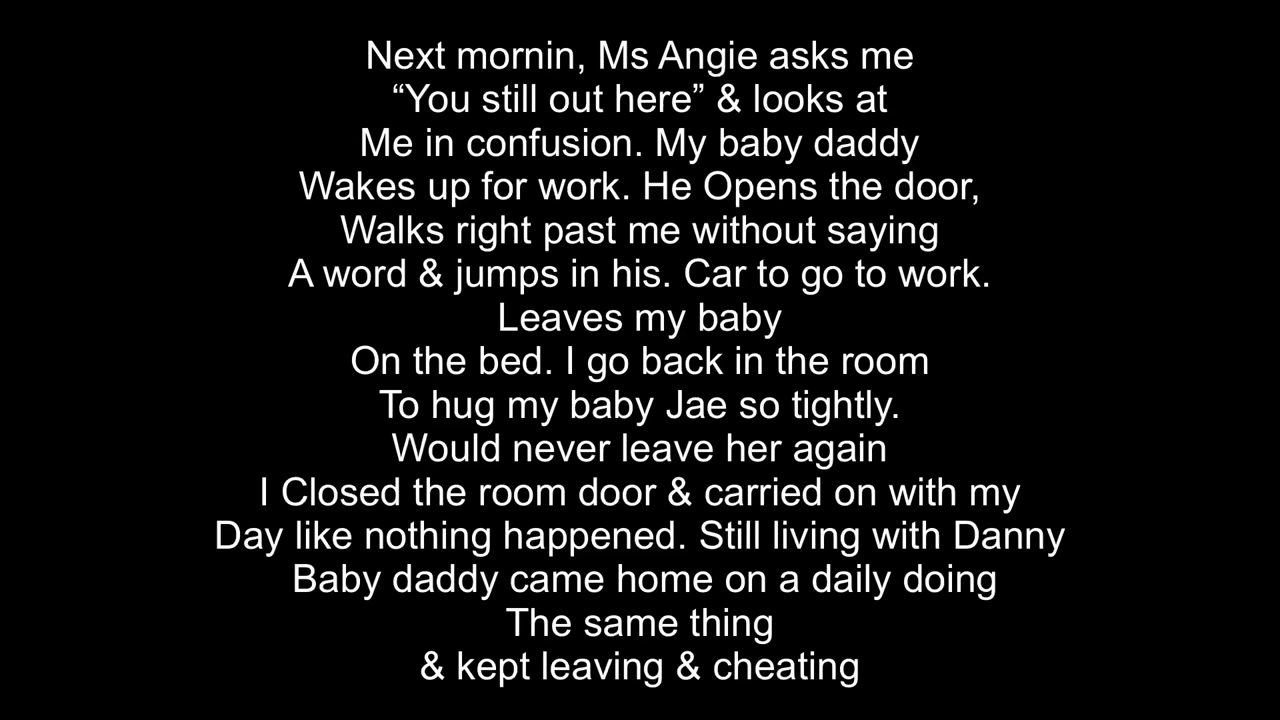 Next mornin, Ms Angie asks me
“You still out here” & looks at
Me in confusion. My baby daddy
Wakes up for work. He Opens the door,
Walks right past me without saying
A word & jumps in his. Car to go to work.
Leaves my baby
On the bed. I go back in the room
To hug my baby Jae so tightly.
Would never leave her again
I Closed the room door & carried on with my
Day like nothing happened. Still living with Danny
Baby daddy came home on a daily doing
The same thing
& kept leaving & cheating